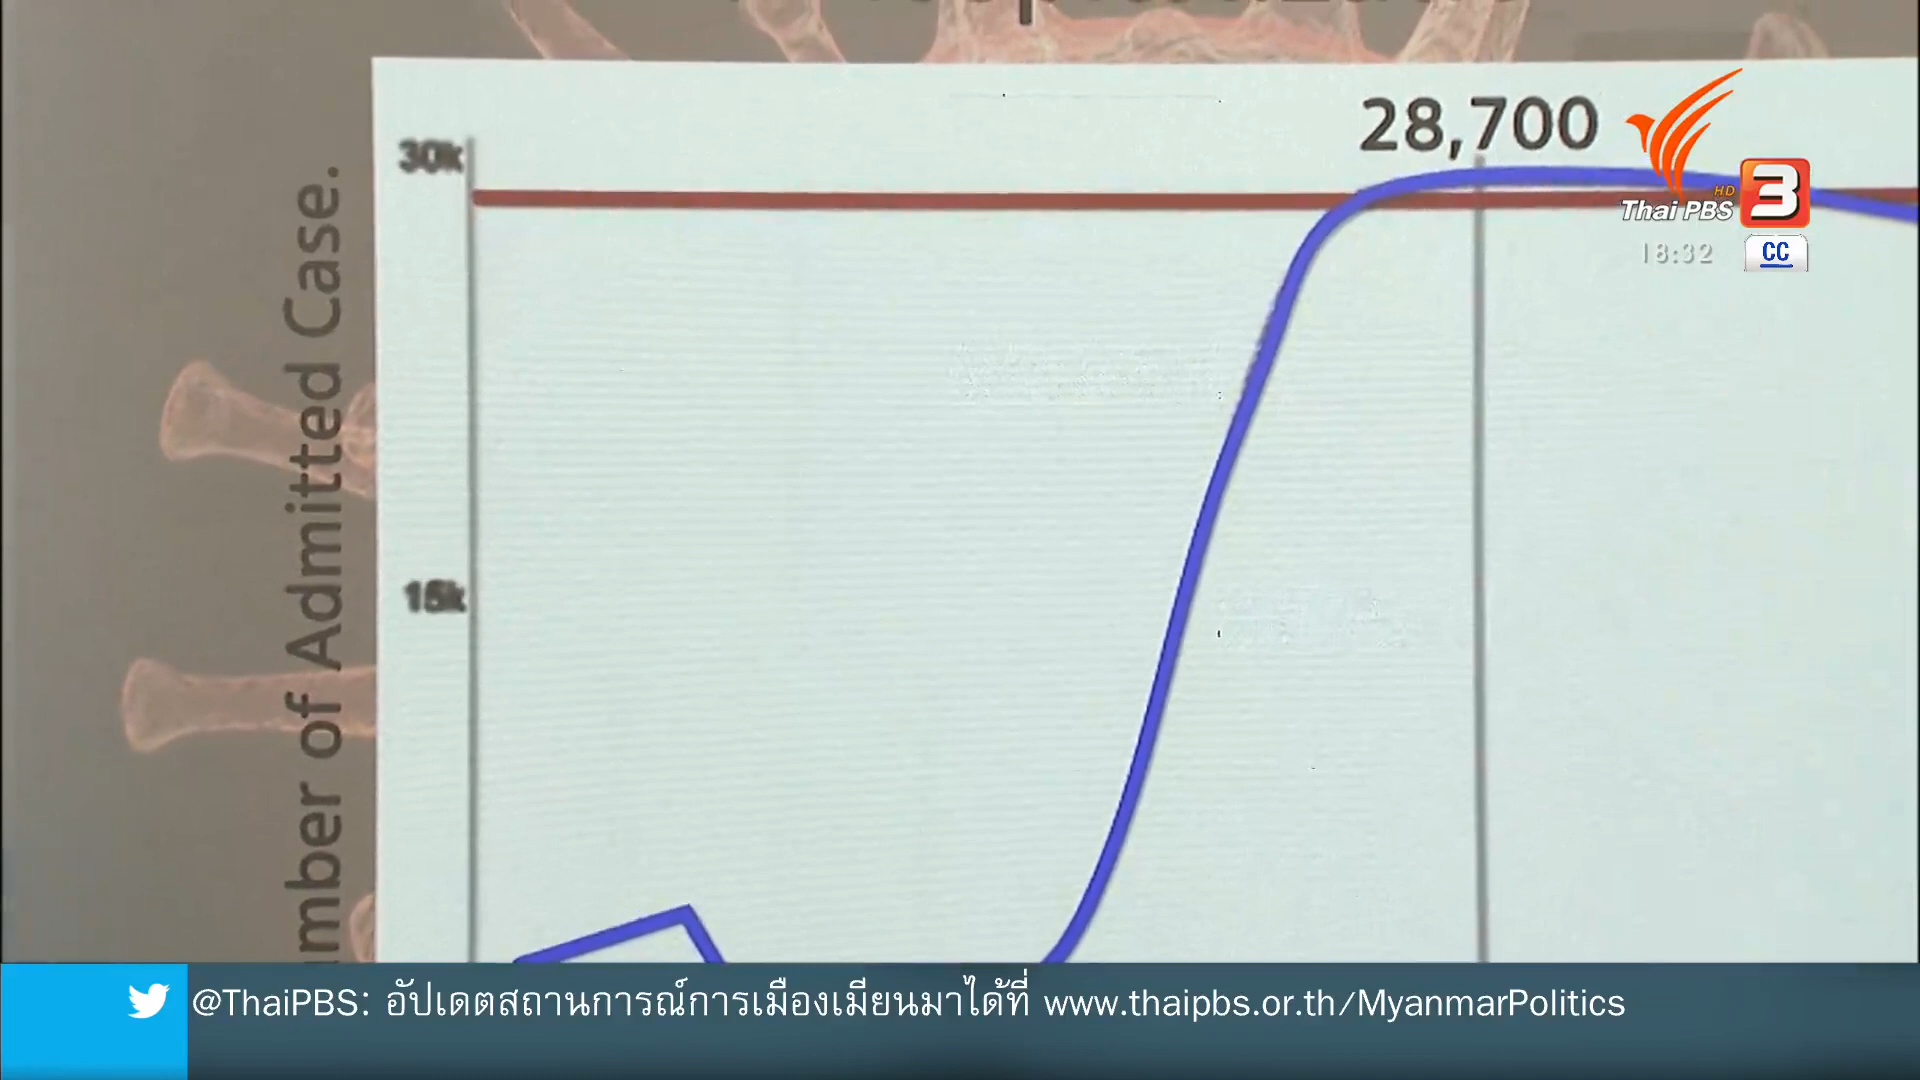 28,700
30k
15k
Number of Admitted Case.
Thai PBS
HD
3
18:32
CC
@ThaiPBS: อัปเดตสถานการณ์การเมืองเมียนมาได้ที่ www.thaipbs.or.th/MyanmarPolitics